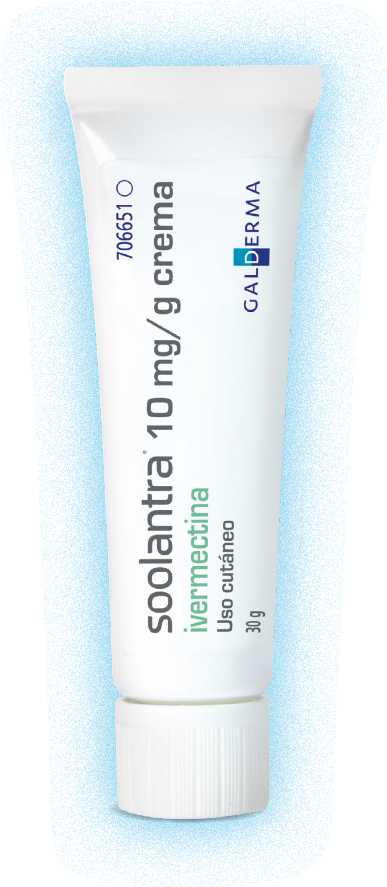 706651 O
soolantra® 10 mg/g crema
ivermectina
Uso cutáneo
30 g
GALDERMA